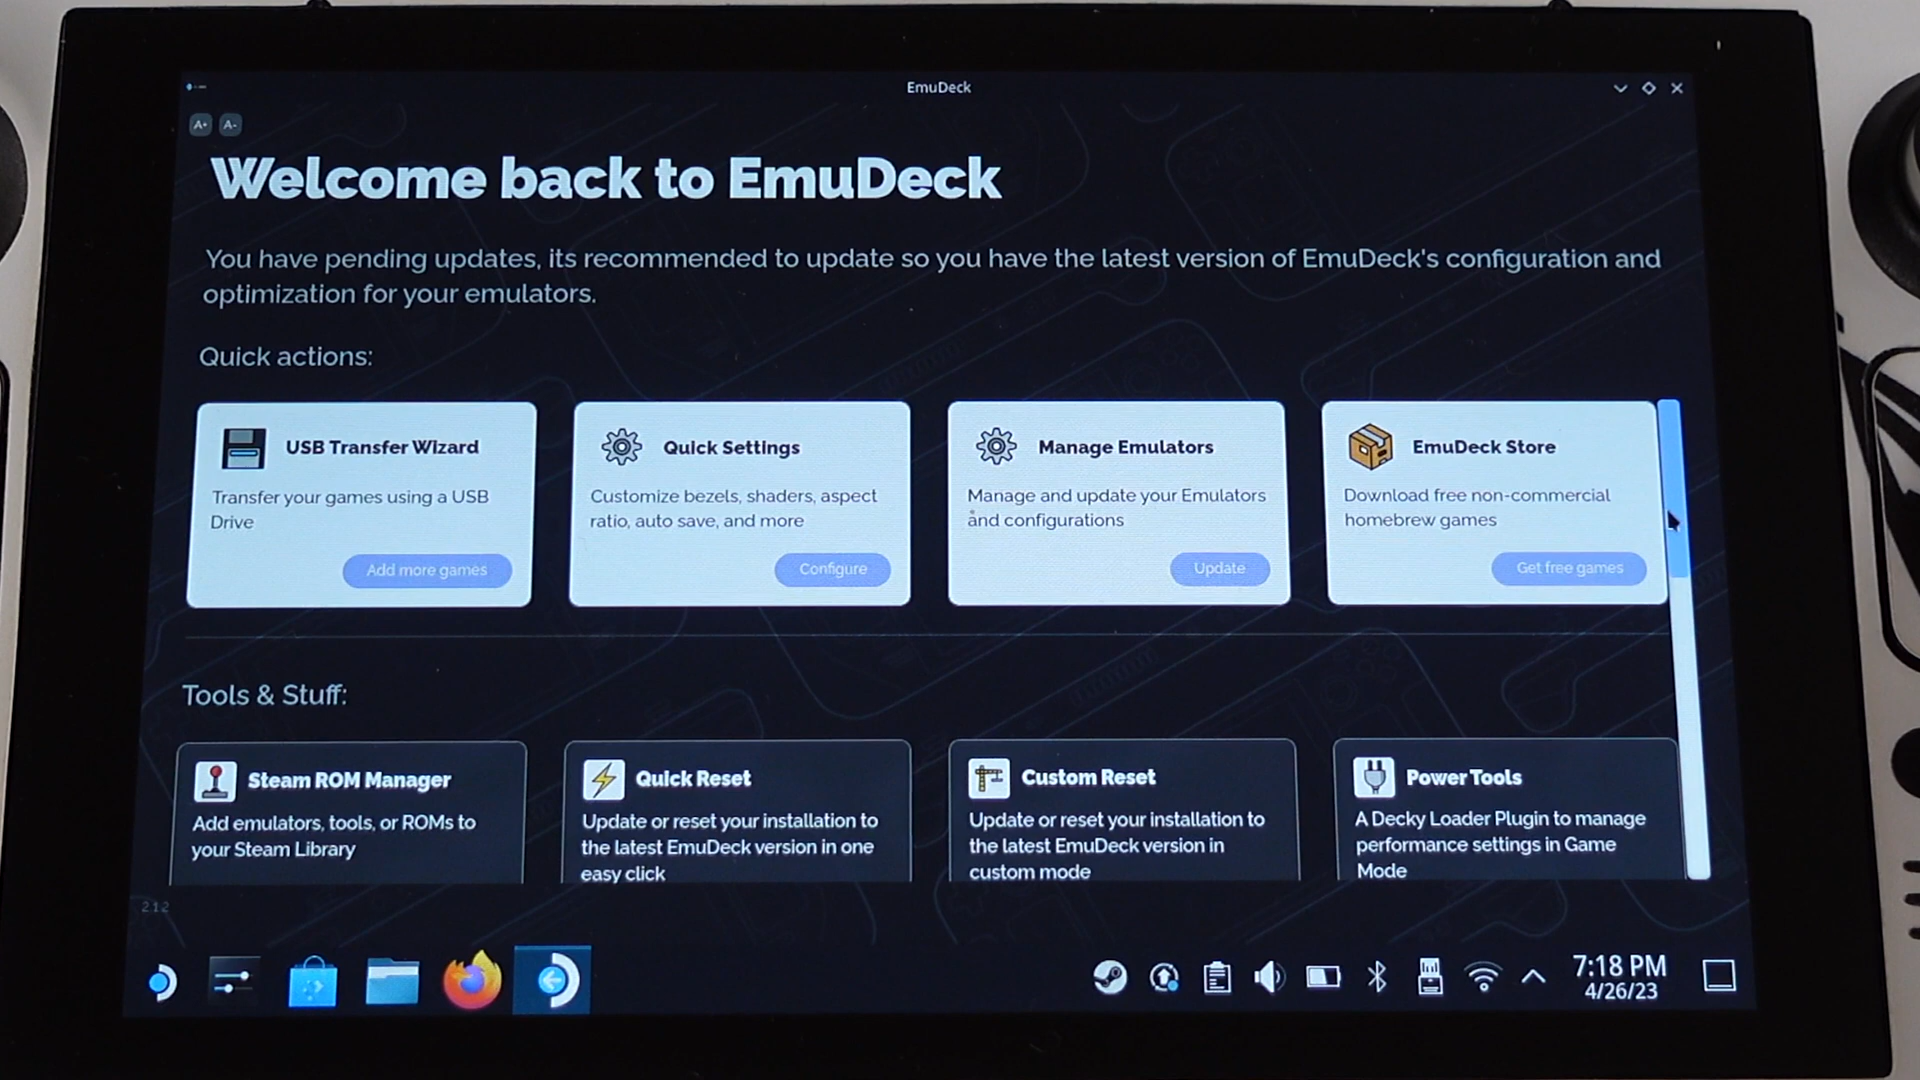 EmuDeck
A+ A-
Welcome back to EmuDeck
You have pending updates, its recommended to update so you have the latest version of EmuDeck's configuration and
optimization for your emulators.
Quick actions:
USB Transfer Wizard
Transfer your games using a USB
Drive
Add more games
Quick Settings
Customize bezels, shaders, aspect
ratio, auto save, and more
Configure
Manage Emulators
Manage and update your Emulators
and configurations
Update
EmuDeck Store
Download free non-commercial
homebrew games
Get free games
Tools & Stuff:
Steam ROM Manager
Add emulators, tools, or ROMs to
your Steam Library
Quick Reset
Update or reset your installation to
the latest EmuDeck version in one
easy click
Custom Reset
Update or reset your installation to
the latest EmuDeck version in
custom mode
Power Tools
A Decky Loader Plugin to manage
performance settings in Game
Mode
2.1.2
7:18 PM
4/26/23